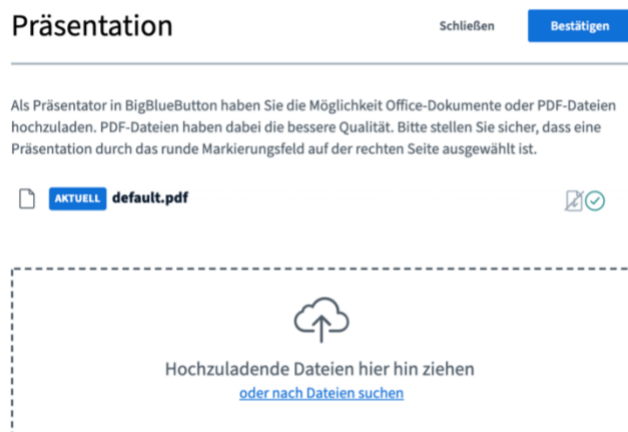 Präsentation
Schließen
Bestätigen
Als Präsentator in BigBlueButton haben Sie die Möglichkeit Office-Dokumente oder PDF-Dateien
hochzuladen. PDF-Dateien haben dabei die bessere Qualität. Bitte stellen Sie sicher, dass eine
Präsentation durch das runde Markierungsfeld auf der rechten Seite ausgewählt ist.
AKTUELL default.pdf
Hochzuladende Dateien hier hin ziehen
oder nach Dateien suchen